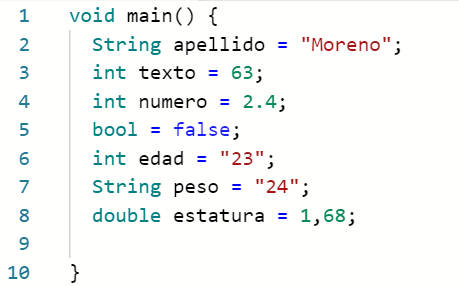 1 void main() {
2 String apellido = "Moreno";
3 int texto = 63;
4 int numero = 2.4;
5 bool = false;
6 int edad = "23";
7 String peso = "24";
8 double estatura = 1,68;
9
10 }